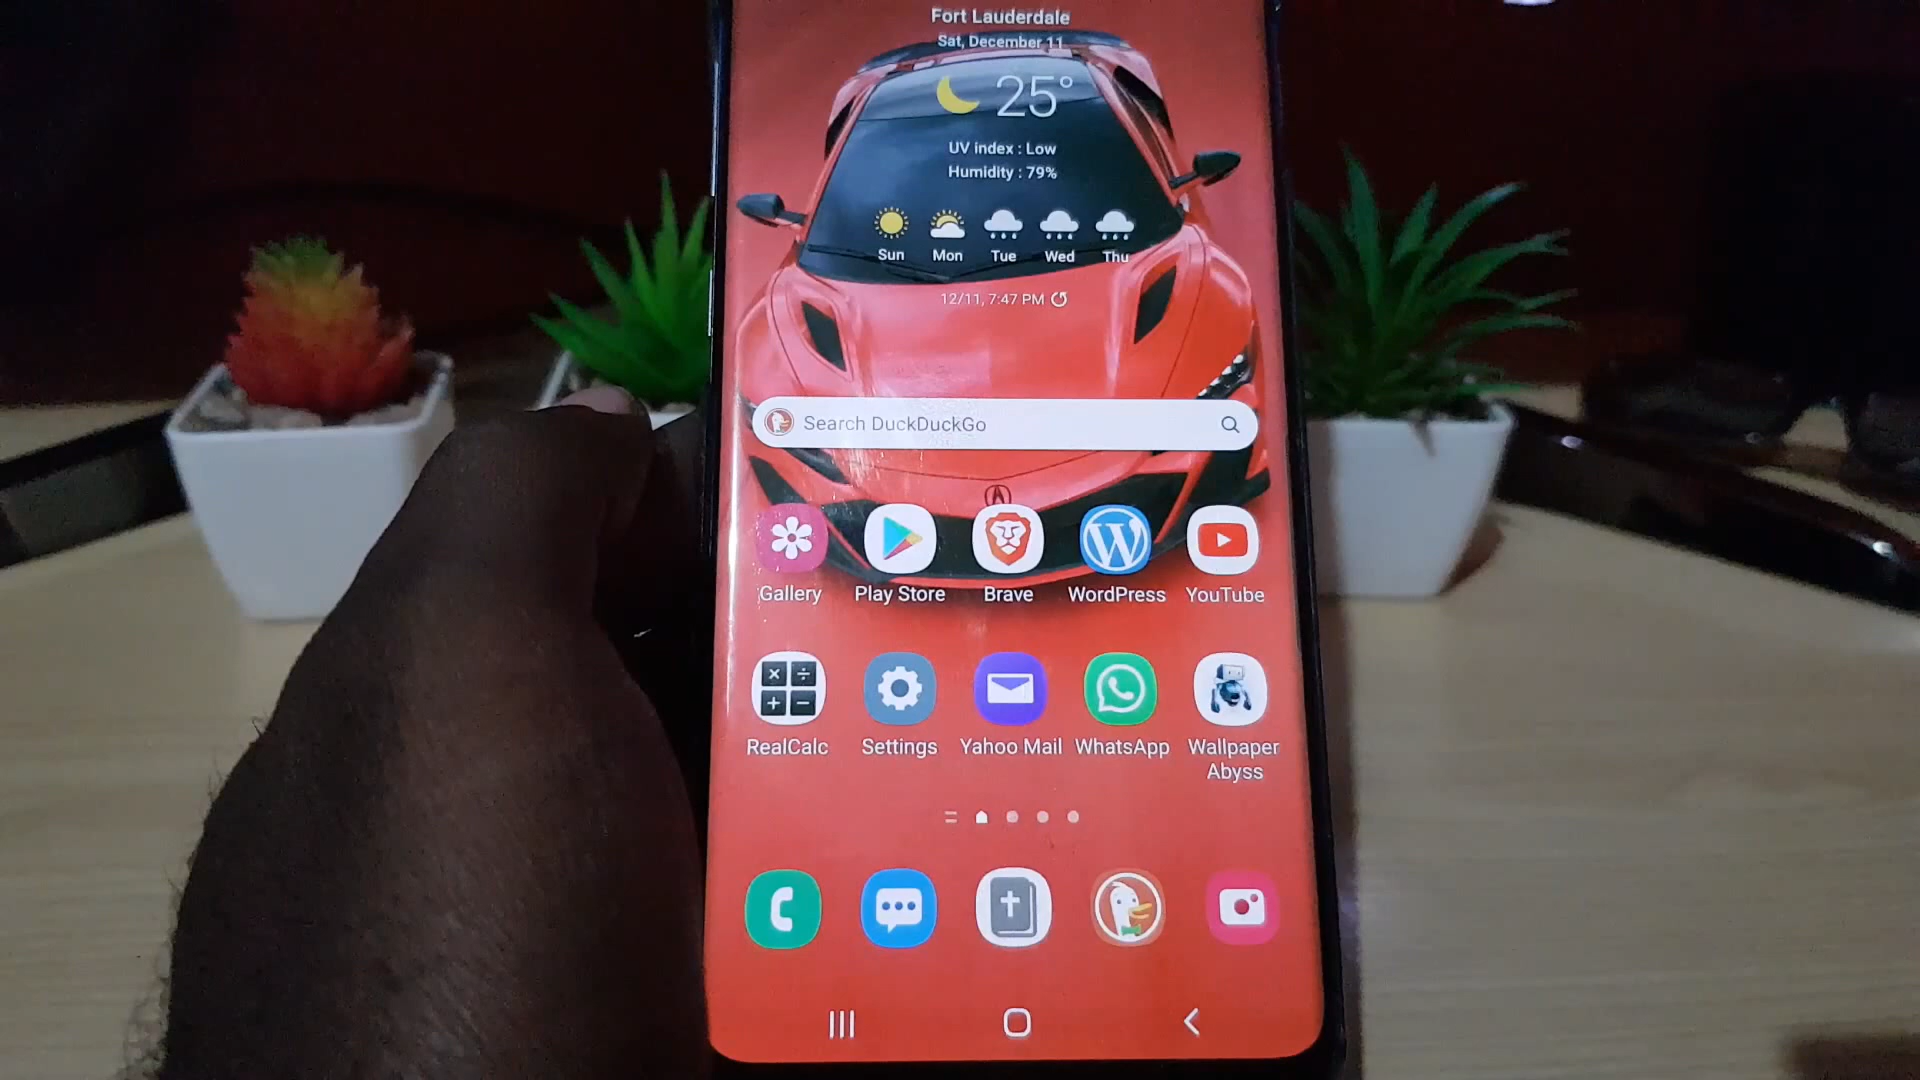 Fort Lauderdale
Sat, December 11
25°
UV index : Low
Humidity : 79%
Sun Mon Tue Wed Thu
12/11, 7:47 PM
Search DuckDuckGo
Gallery Play Store Brave WordPress YouTube
RealCalc Settings Yahoo Mail WhatsApp Wallpaper
Abyss